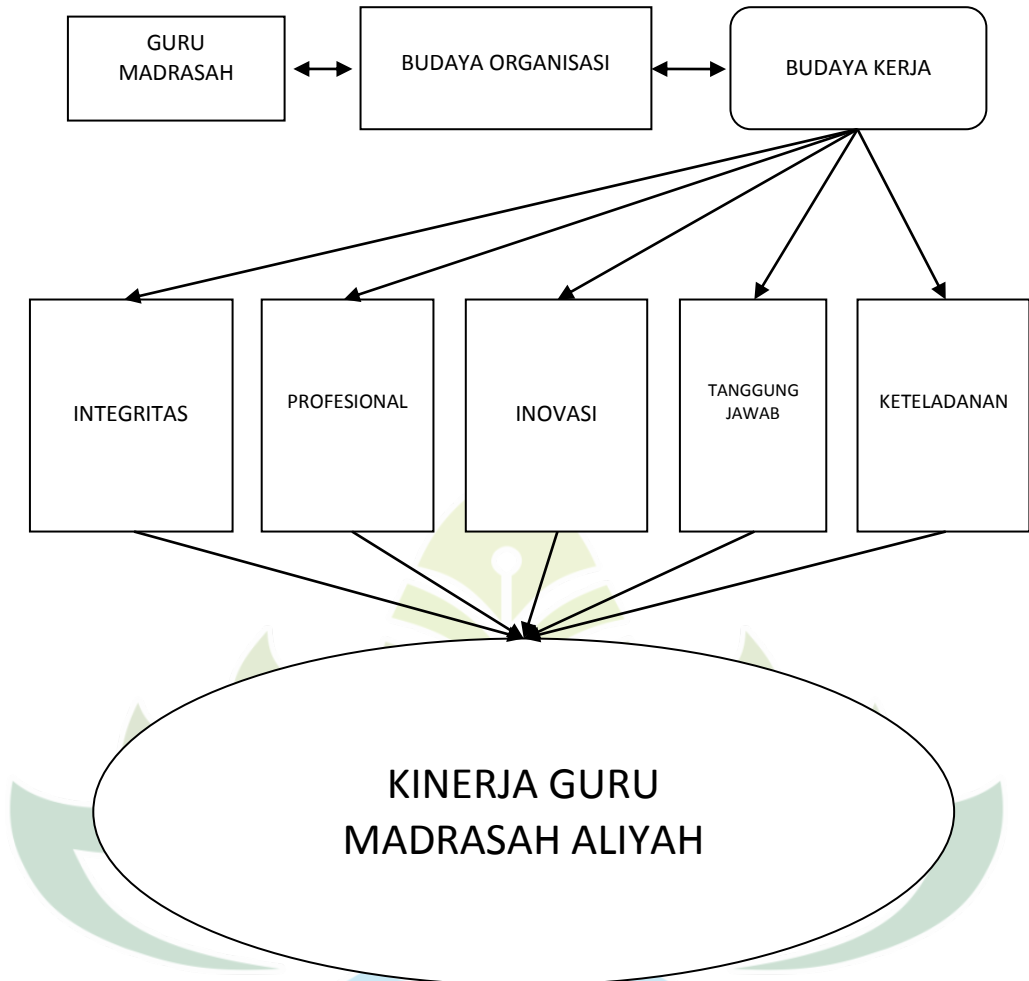 GURU
MADRASAH
BUDAYA ORGANISASI
BUDAYA KERJA
INTEGRITAS
PROFESIONAL
INOVASI
TANGGUNG
JAWAB
KETELADANAN
KINERJA GURU
MADRASAH ALIYAH